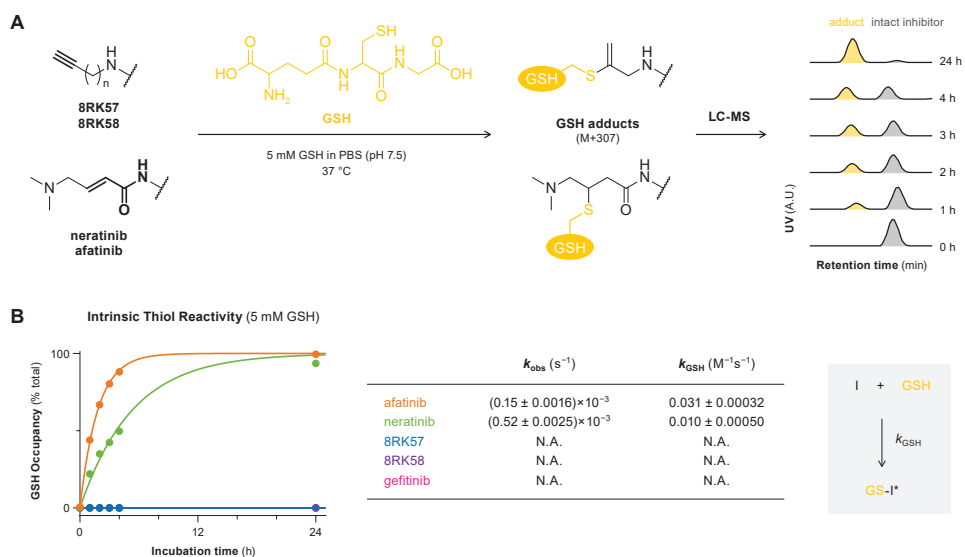 A
adduct intact inhibitor
SH
H
N
n
8RK57
8RK58
O
HO
NH₂
O
N
H
O
H
N
O
OH
GSH
GSH
S
H
N
GSH adducts
(M+307)
LC-MS
24 h
4 h
3 h
2 h
1 h
0 h
UV (A.U.)
Retention time (min)
5 mM GSH in PBS (pH 7.5)
37 °C
N
H
N
O
neratinib
afatinib
N
S
O
H
N
GSH
B
Intrinsic Thiol Reactivity (5 mM GSH)
GSH Occupancy (% total)
100
0
0
12
24
Incubation time (h)
kobs (s⁻¹)
kGSH (M⁻¹s⁻¹)
afatinib (0.15 ± 0.0016)×10⁻³ 0.031 ± 0.00032
neratinib (0.52 ± 0.0025)×10⁻³ 0.010 ± 0.00050
8RK57 N.A. N.A.
8RK58 N.A. N.A.
gefitinib N.A. N.A.
I + GSH
kGSH
GS-I*